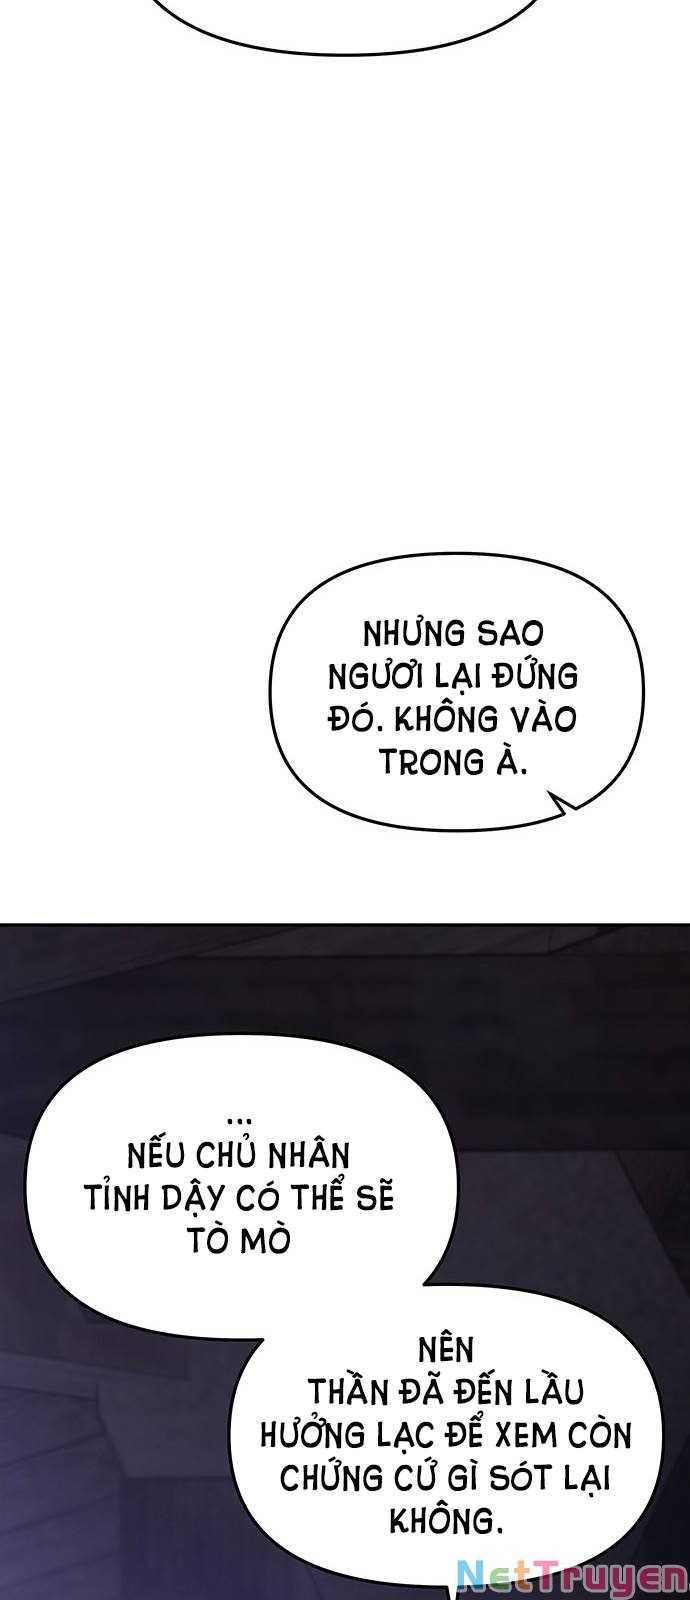 NHƯNG SAO
NGƯƠI LẠI ĐỨNG
ĐÓ. KHÔNG VÀO
TRONG À.
...
NẾU CHỦ NHÂN
TỈNH DẬY CÓ THỂ SẼ
TÒ MÒ
NÊN
THẦN ĐÃ ĐẾN LẦU
HƯỞNG LẠC ĐỂ XEM CÒN
CHỨNG CỨ GÌ SÓT LẠI
KHÔNG.
NetTruyen